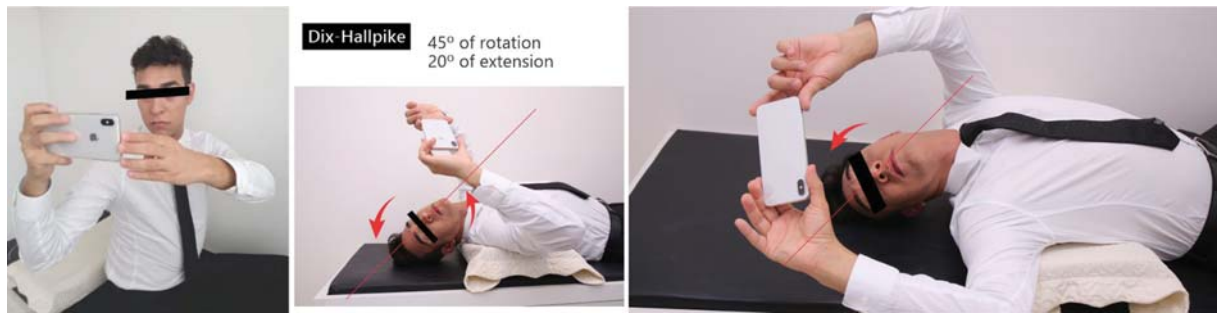 Dix-Hallpike
45º of rotation
20º of extension